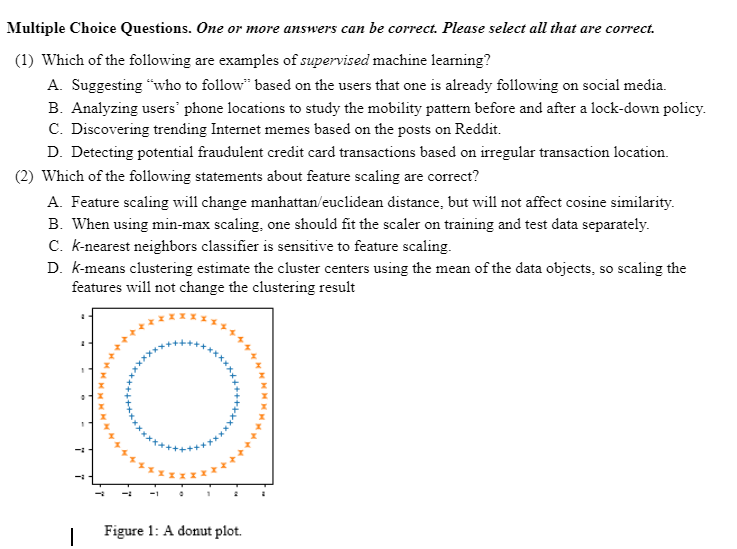 Multiple Choice Questions. One or more answers can be correct. Please select all that are correct.
(1) Which of the following are examples of supervised machine learning?
A. Suggesting “who to follow” based on the users that one is already following on social media.
B. Analyzing users’ phone locations to study the mobility pattern before and after a lock-down policy.
C. Discovering trending Internet memes based on the posts on Reddit.
D. Detecting potential fraudulent credit card transactions based on irregular transaction location.
(2) Which of the following statements about feature scaling are correct?
A. Feature scaling will change manhattan/euclidean distance, but will not affect cosine similarity.
B. When using min-max scaling, one should fit the scaler on training and test data separately.
C. k-nearest neighbors classifier is sensitive to feature scaling.
D. k-means clustering estimate the cluster centers using the mean of the data objects, so scaling the
features will not change the clustering result
Figure 1: A donut plot.